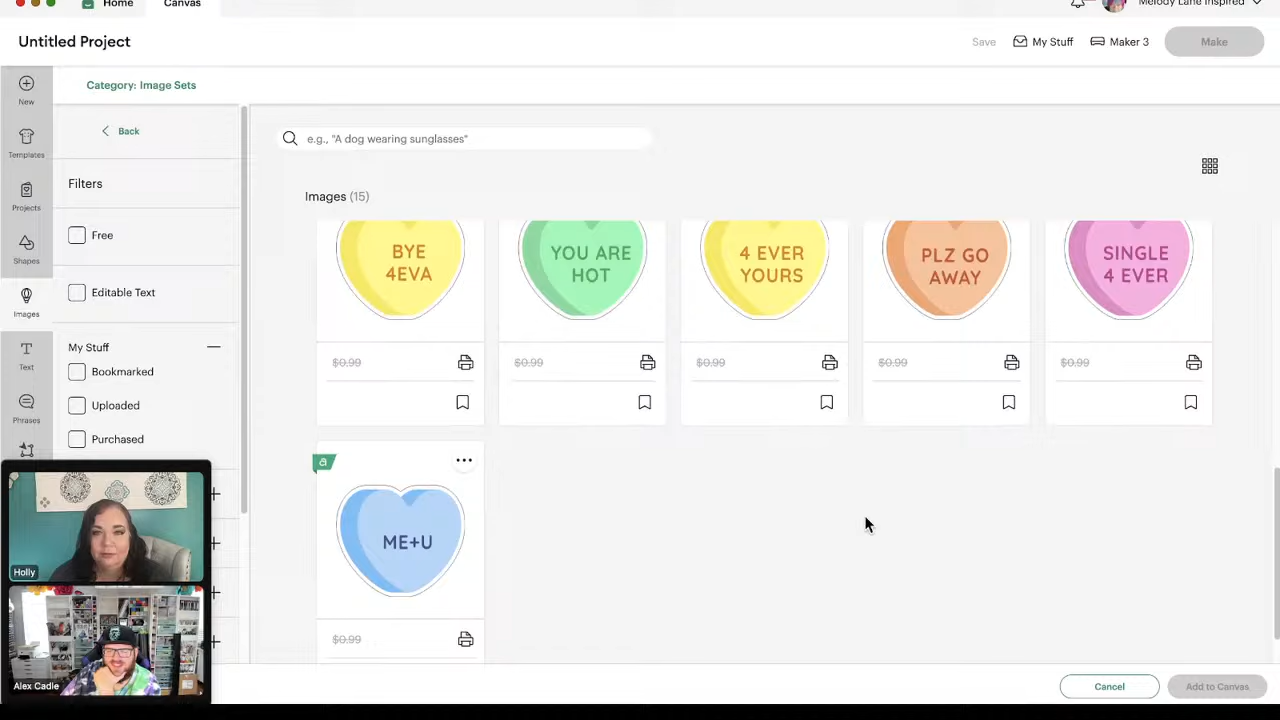 Home
Canvas
Melody Lane Inspired
Untitled Project
Save
My Stuff
Maker 3
Make
New
Templates
Projects
Shapes
Images
Text
Phrases
Category: Image Sets
Back
Filters
Free
Editable Text
My Stuff
Bookmarked
Uploaded
Purchased
e.g., "A dog wearing sunglasses"
Images (15)
BYE
4EVA
YOU ARE
HOT
4 EVER
YOURS
PLZ GO
AWAY
SINGLE
4 EVER
$0.99
$0.99
$0.99
$0.99
$0.99
a
ME+U
$0.99
Holly
Alex Cadle
Cancel
Add to Canvas